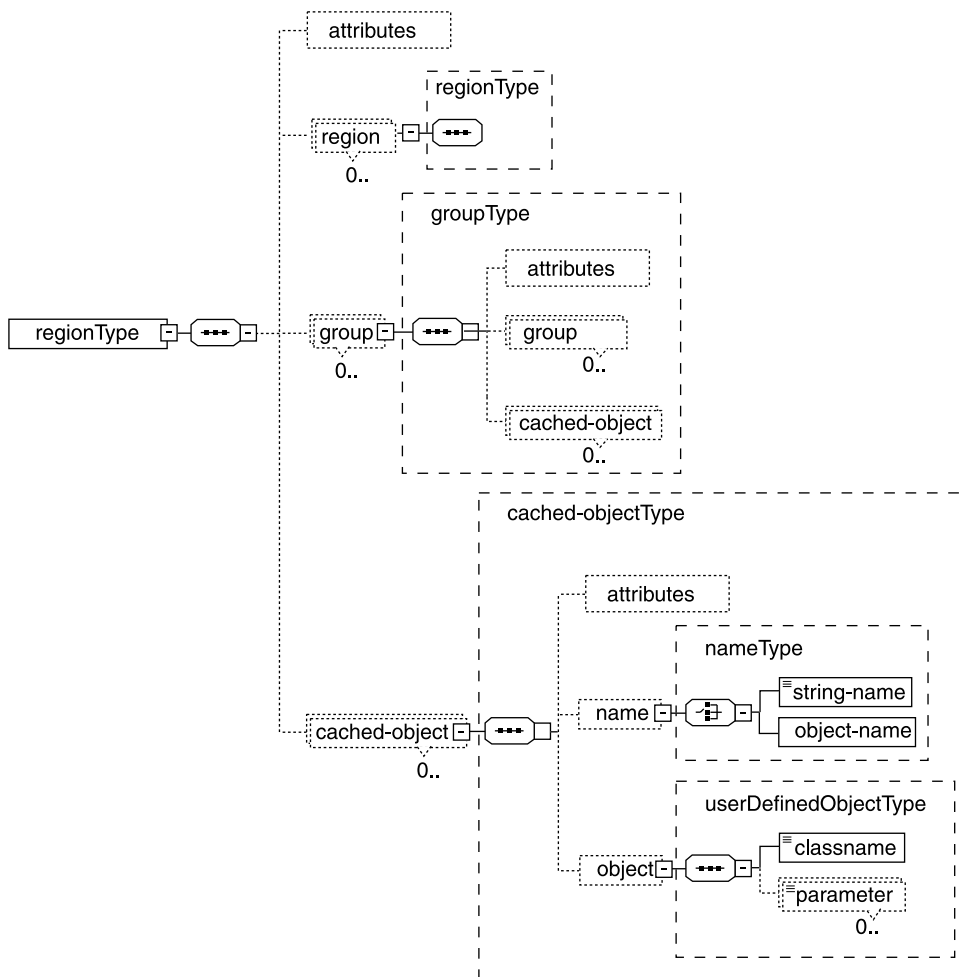 attributes
regionType
region
0..
groupType
attributes
regionType
group
0..
group
0..
cached-object
0..
cached-objectType
attributes
nameType
string-name
name
object-name
cached-object
0..
userDefinedObjectType
classname
object
parameter
0..